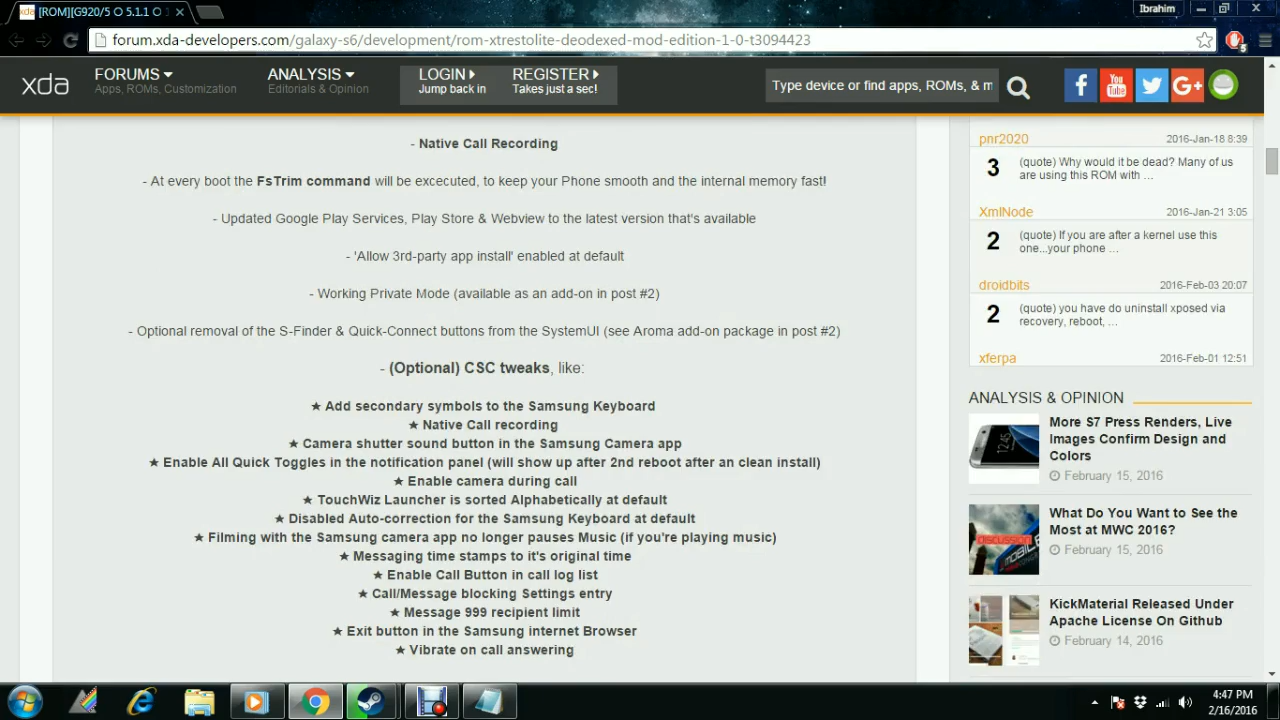 [ROM][G920/5 O 5.1.1 O
Ibrahim
forum.xda-developers.com/galaxy-s6/development/rom-xtrestolite-deodexed-mod-edition-1-0-t3094423
5
xda
FORUMS
Apps, ROMs, Customization
ANALYSIS
Editorials & Opinion
LOGIN
Jump back in
REGISTER
Takes just a sec!
Type device or find apps, ROMs, & m
f
You Tube
G+
- Native Call Recording
- At every boot the FsTrim command will be excecuted, to keep your Phone smooth and the internal memory fast!
- Updated Google Play Services, Play Store & Webview to the latest version that's available
- 'Allow 3rd-party app install' enabled at default
- Working Private Mode (available as an add-on in post #2)
- Optional removal of the S-Finder & Quick-Connect buttons from the SystemUI (see Aroma add-on package in post #2)
- (Optional) CSC tweaks, like:
★ Add secondary symbols to the Samsung Keyboard
★ Native Call recording
★ Camera shutter sound button in the Samsung Camera app
★ Enable All Quick Toggles in the notification panel (will show up after 2nd reboot after an clean install)
★ Enable camera during call
★ TouchWiz Launcher is sorted Alphabetically at default
★ Disabled Auto-correction for the Samsung Keyboard at default
★ Filming with the Samsung camera app no longer pauses Music (if you're playing music)
★ Messaging time stamps to it's original time
★ Enable Call Button in call log list
★ Call/Message blocking Settings entry
★ Message 999 recipient limit
★ Exit button in the Samsung internet Browser
★ Vibrate on call answering
pnr2020 2016-Jan-18 8:39
3
(quote) Why would it be dead? Many of us
are using this ROM with ...
XmlNode 2016-Jan-21 3:05
2
(quote) If you are after a kernel use this
one...your phone ...
droidbits 2016-Feb-03 20:07
2
(quote) you have do uninstall xposed via
recovery, reboot, ...
xferpa 2016-Feb-01 12:51
ANALYSIS & OPINION
12:45
More S7 Press Renders, Live
Images Confirm Design and
Colors
February 15, 2016
DISCUSSION
MOBILE
What Do You Want to See the
Most at MWC 2016?
February 15, 2016
KickMaterial Released Under
Apache License On Github
February 14, 2016
4:47 PM
2/16/2016